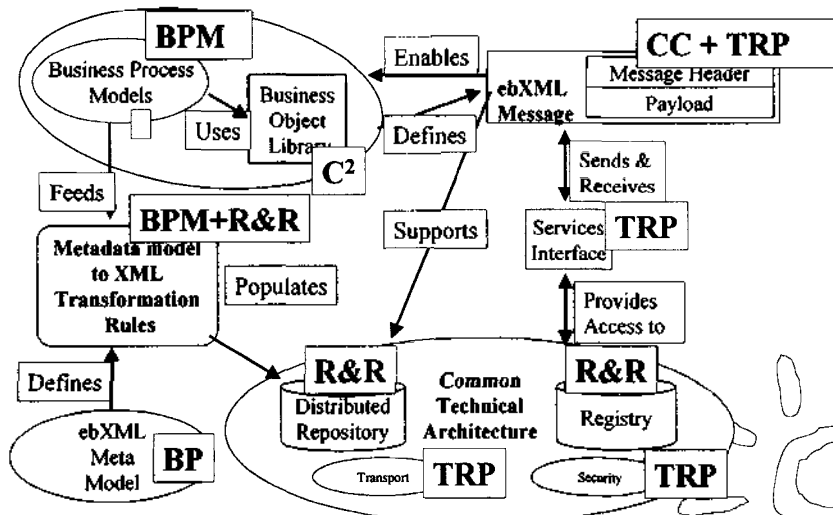 BPM
Business Process
Models
Uses
Business
Object
Library
C²
Enables
Defines
CC + TRP
ebXML
Message
Message Header
Payload
Feeds
Supports
Sends &
Receives
Services
Interface
TRP
BPM+R&R
Metadata model
to XML
Transformation
Rules
Populates
Provides
Access to
Defines
ebXML
Meta
Model
BP
R&R
Distributed
Repository
Common
Technical
Architecture
R&R
Registry
Transport
TRP
Security
TRP